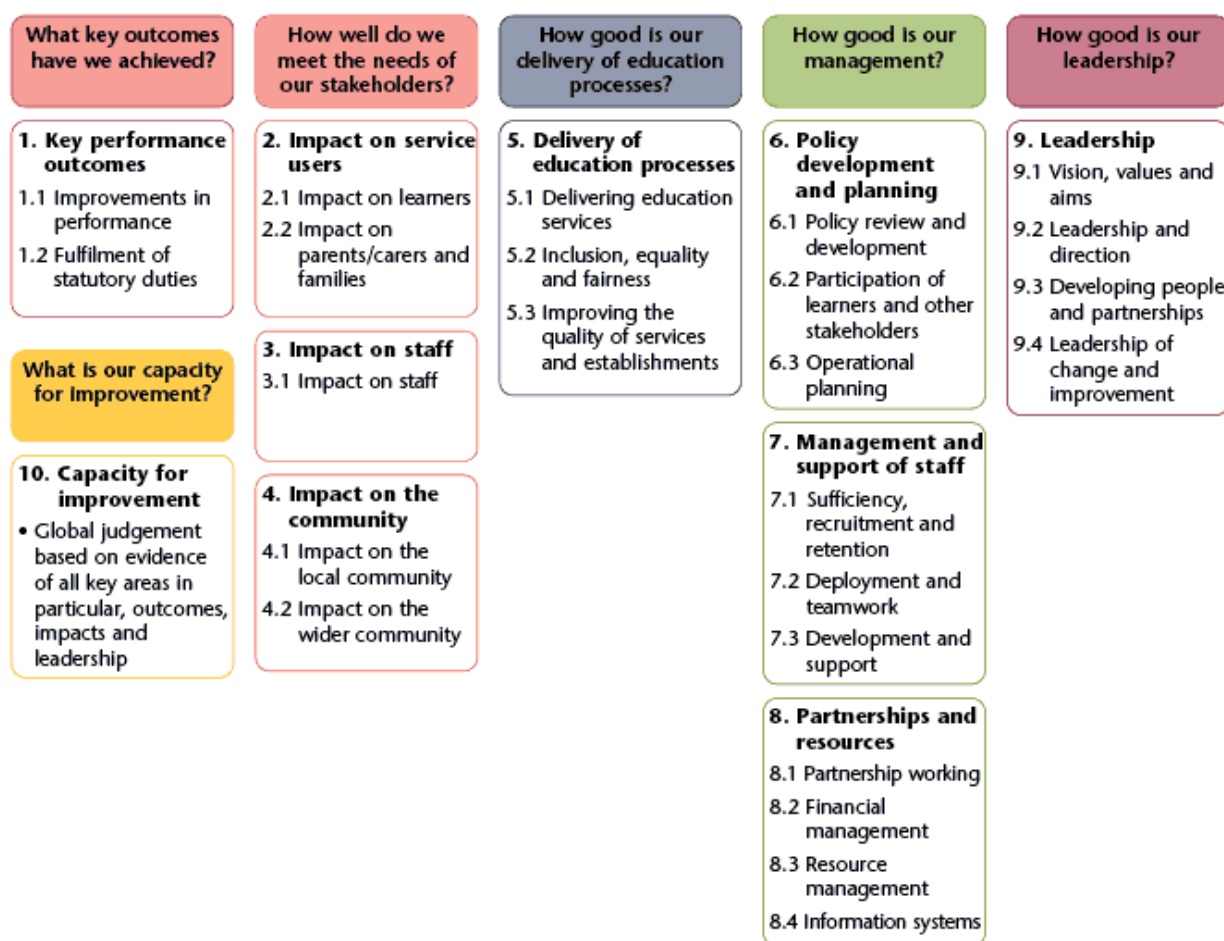 What key outcomes
have we achieved?
1. Key performance
outcomes
1.1 Improvements in
performance
1.2 Fulfilment of
statutory duties
What is our capacity
for improvement?
10. Capacity for
improvement
• Global judgement
based on evidence
of all key areas in
particular, outcomes,
impacts and
leadership
How well do we
meet the needs of
our stakeholders?
2. Impact on service
users
2.1 Impact on learners
2.2 Impact on
parents/carers and
families
3. Impact on staff
3.1 Impact on staff
4. Impact on the
community
4.1 Impact on the
local community
4.2 Impact on the
wider community
How good is our
delivery of education
processes?
5. Delivery of
education processes
5.1 Delivering education
services
5.2 Inclusion, equality
and fairness
5.3 Improving the
quality of services
and establishments
How good is our
management?
6. Policy
development
and planning
6.1 Policy review and
development
6.2 Participation of
learners and other
stakeholders
6.3 Operational
planning
7. Management and
support of staff
7.1 Sufficiency,
recruitment and
retention
7.2 Deployment and
teamwork
7.3 Development and
support
8. Partnerships and
resources
8.1 Partnership working
8.2 Financial
management
8.3 Resource
management
8.4 Information systems
How good is our
leadership?
9. Leadership
9.1 Vision, values and
aims
9.2 Leadership and
direction
9.3 Developing people
and partnerships
9.4 Leadership of
change and
improvement